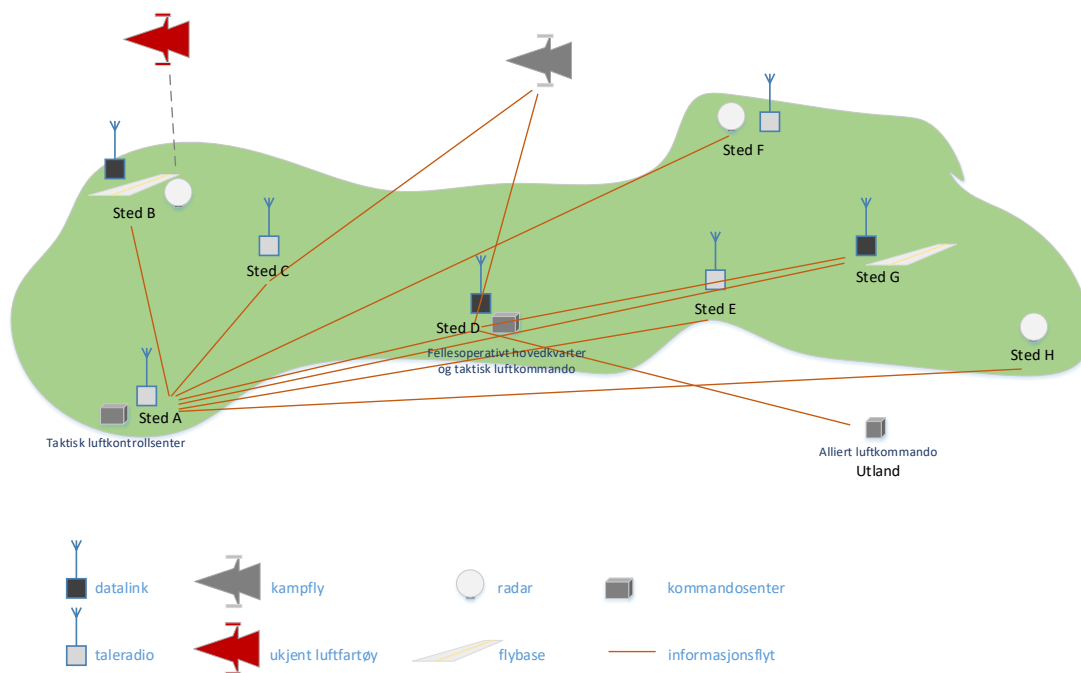 Sted F
Sted B
Sted C
Sted G
Sted E
Sted D
Fellesoperativt hovedkvarter
og taktisk luftkommando
Sted H
Sted A
Taktisk luftkontrollsenter
Alliert luftkommando
Utland
datalink
kampfly
radar
kommandosenter
taleradio
ukjent luftfartøy
flybase
informasjonsflyt